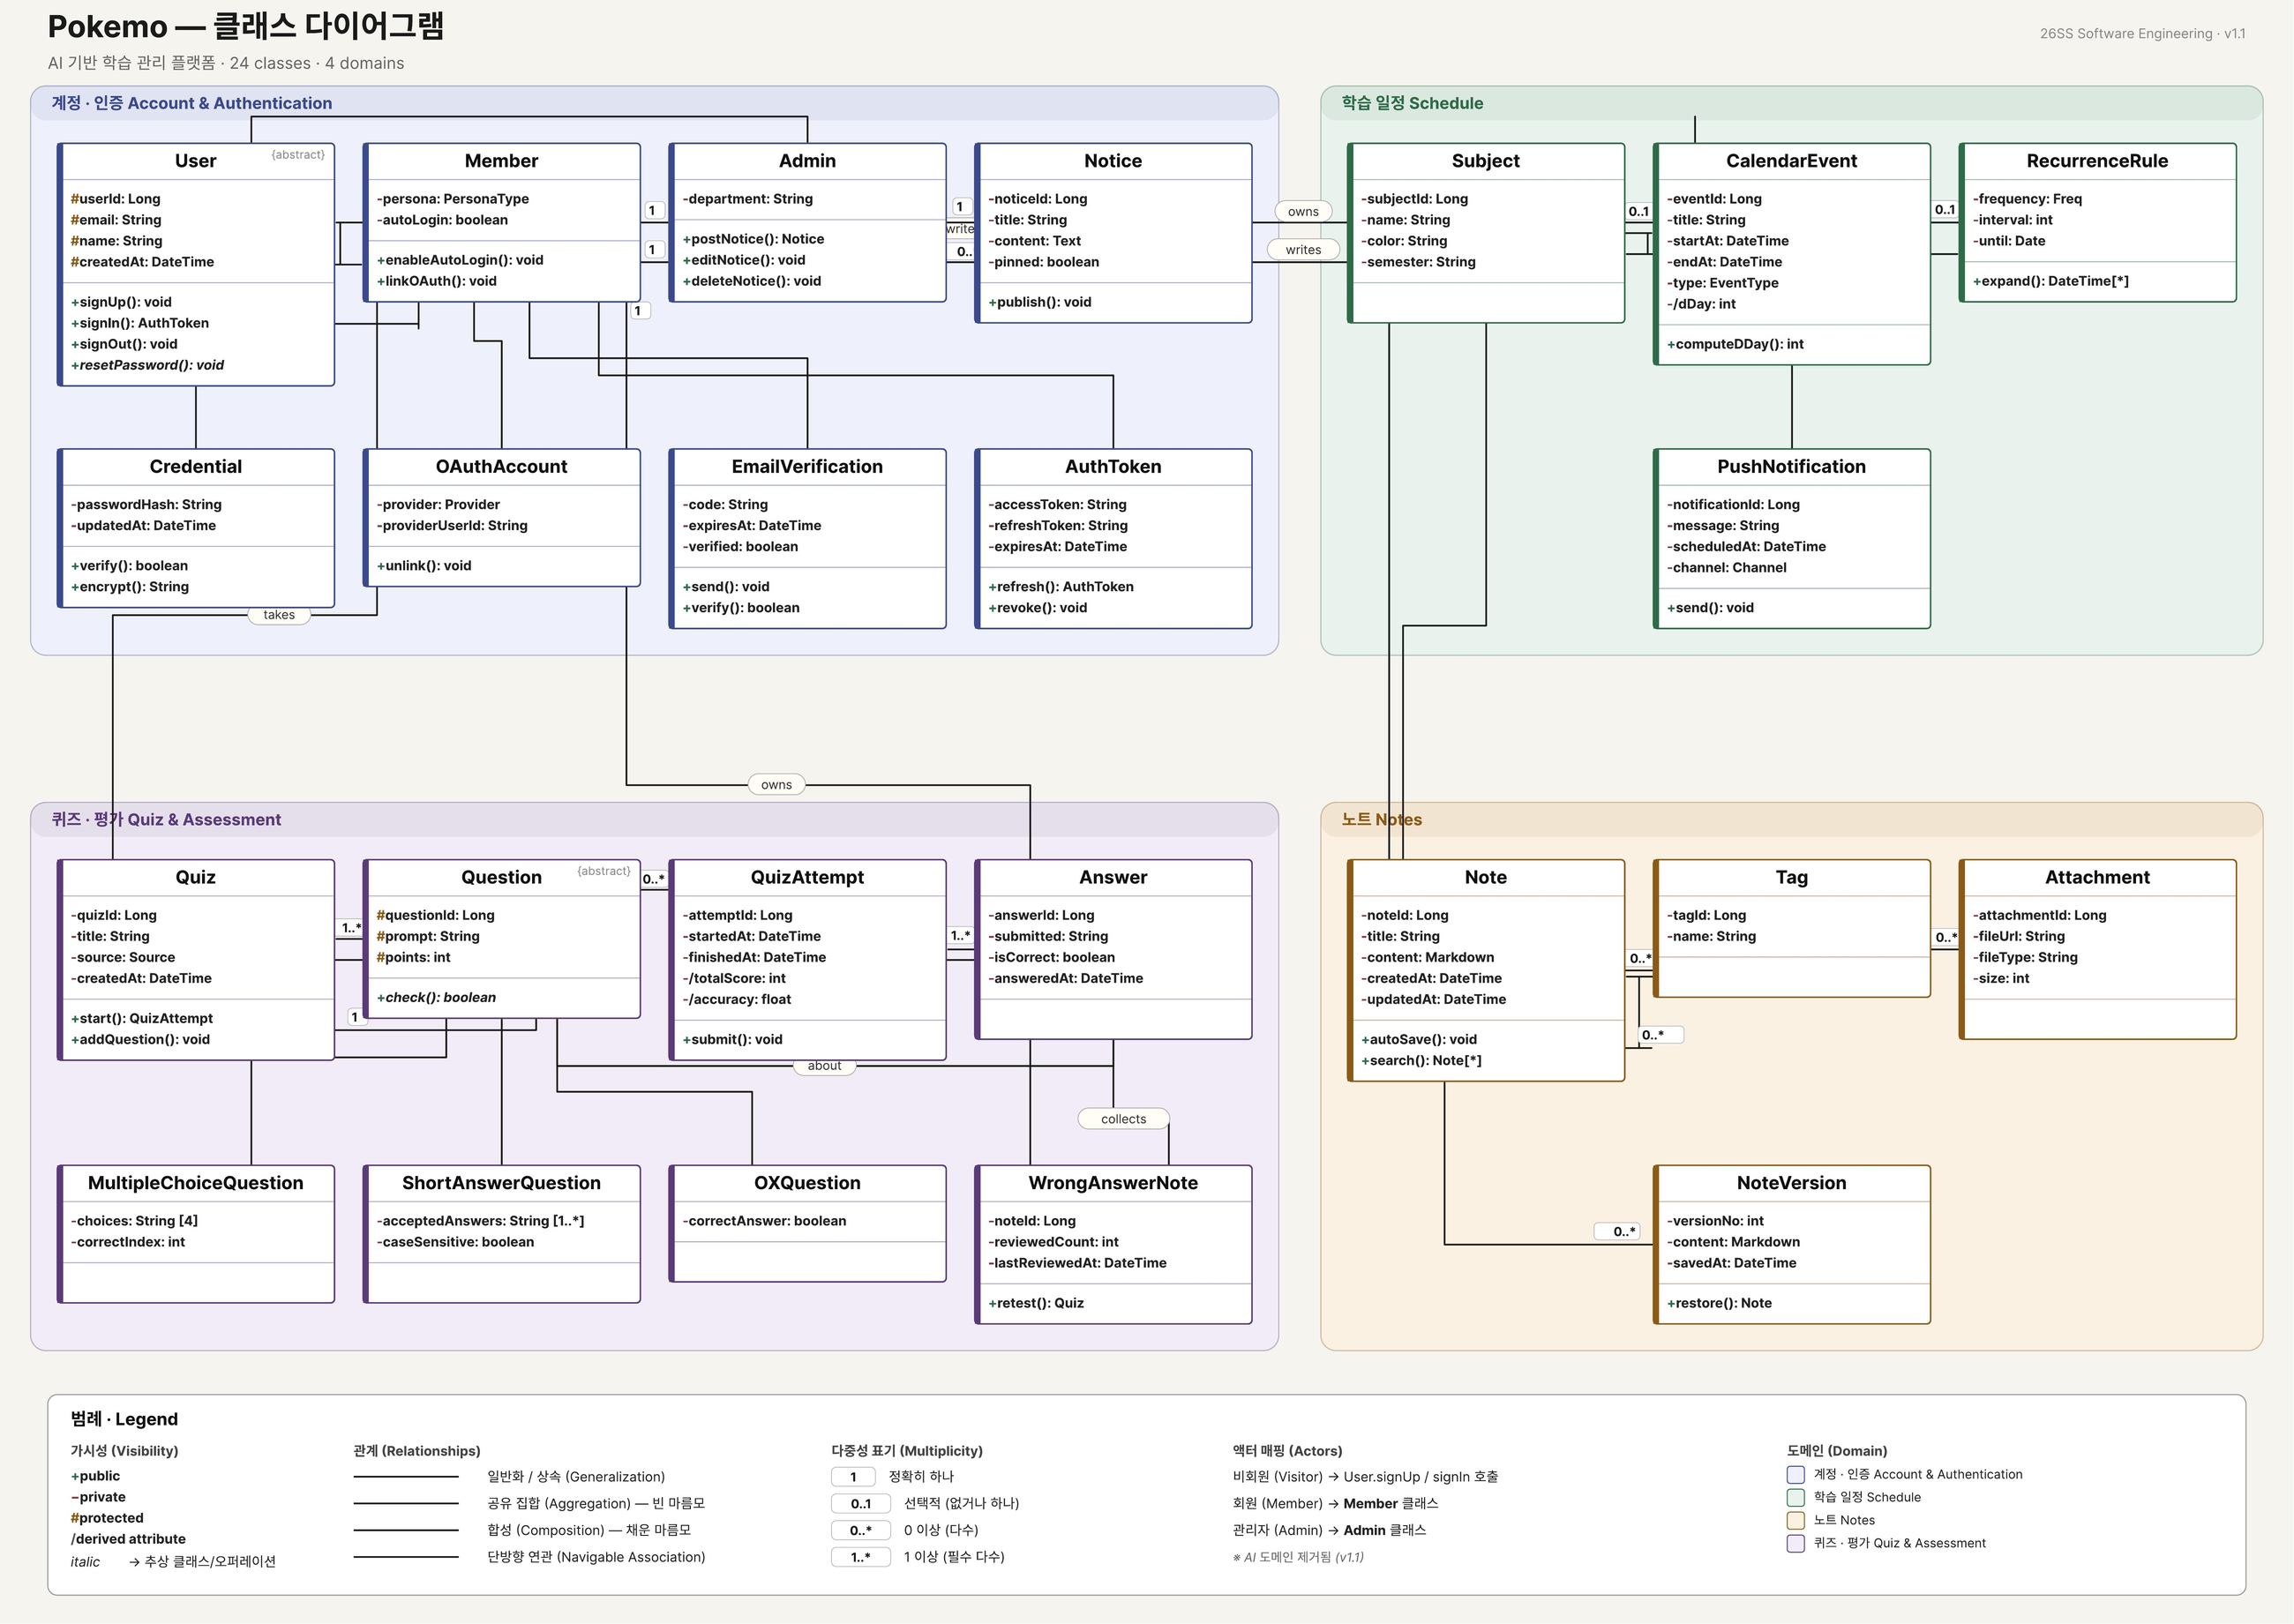 Pokemo — 클래스 다이어그램
26SS Software Engineering · v1.1
AI 기반 학습 관리 플랫폼 · 24 classes · 4 domains
계정 · 인증 Account & Authentication
User
{abstract}
#userId: Long
#email: String
#name: String
#createdAt: DateTime
+signUp(): void
+signIn(): AuthToken
+signOut(): void
+resetPassword(): void
Member
-persona: PersonaType
-autoLogin: boolean
+enableAutoLogin(): void
+linkOAuth(): void
1
1
1
Admin
-department: String
+postNotice(): Notice
+editNotice(): void
+deleteNotice(): void
1
write
0..
Notice
-noticeId: Long
-title: String
-content: Text
-pinned: boolean
+publish(): void
owns
writes
Credential
-passwordHash: String
-updatedAt: DateTime
+verify(): boolean
+encrypt(): String
takes
OAuthAccount
-provider: Provider
-providerUserId: String
+unlink(): void
EmailVerification
-code: String
-expiresAt: DateTime
-verified: boolean
+send(): void
+verify(): boolean
AuthToken
-accessToken: String
-refreshToken: String
-expiresAt: DateTime
+refresh(): AuthToken
+revoke(): void
학습 일정 Schedule
Subject
-subjectId: Long
-name: String
-color: String
-semester: String
0..1
CalendarEvent
-eventId: Long
-title: String
-startAt: DateTime
-endAt: DateTime
-type: EventType
-/dDay: int
+computeDDay(): int
0..1
RecurrenceRule
-frequency: Freq
-interval: int
-until: Date
+expand(): DateTime[*]
PushNotification
-notificationId: Long
-message: String
-scheduledAt: DateTime
-channel: Channel
+send(): void
owns
퀴즈 · 평가 Quiz & Assessment
Quiz
-quizId: Long
-title: String
-source: Source
-createdAt: DateTime
+start(): QuizAttempt
+addQuestion(): void
1..*
1
Question
{abstract}
#questionId: Long
#prompt: String
#points: int
+check(): boolean
0..*
QuizAttempt
-attemptId: Long
-startedAt: DateTime
-finishedAt: DateTime
-/totalScore: int
-/accuracy: float
+submit(): void
about
1..*
Answer
-answerId: Long
-submitted: String
-isCorrect: boolean
-answeredAt: DateTime
collects
MultipleChoiceQuestion
-choices: String [4]
-correctIndex: int
ShortAnswerQuestion
-acceptedAnswers: String [1..*]
-caseSensitive: boolean
OXQuestion
-correctAnswer: boolean
WrongAnswerNote
-noteId: Long
-reviewedCount: int
-lastReviewedAt: DateTime
+retest(): Quiz
노트 Notes
Note
-noteId: Long
-title: String
-content: Markdown
-createdAt: DateTime
-updatedAt: DateTime
+autoSave(): void
+search(): Note[*]
0..*
0..*
Tag
-tagId: Long
-name: String
0..*
Attachment
-attachmentId: Long
-fileUrl: String
-fileType: String
-size: int
0..*
NoteVersion
-versionNo: int
-content: Markdown
-savedAt: DateTime
+restore(): Note
범례 · Legend
가시성 (Visibility)
+public
−private
#protected
/derived attribute
italic → 추상 클래스/오퍼레이션
관계 (Relationships)
일반화 / 상속 (Generalization)
공유 집합 (Aggregation) — 빈 마름모
합성 (Composition) — 채운 마름모
단방향 연관 (Navigable Association)
다중성 표기 (Multiplicity)
1 정확히 하나
0..1 선택적 (없거나 하나)
0..* 0 이상 (다수)
1..* 1 이상 (필수 다수)
액터 매핑 (Actors)
비회원 (Visitor) → User.signUp / signIn 호출
회원 (Member) → Member 클래스
관리자 (Admin) → Admin 클래스
※ AI 도메인 제거됨 (v1.1)
도메인 (Domain)
계정 · 인증 Account & Authentication
학습 일정 Schedule
노트 Notes
퀴즈 · 평가 Quiz & Assessment